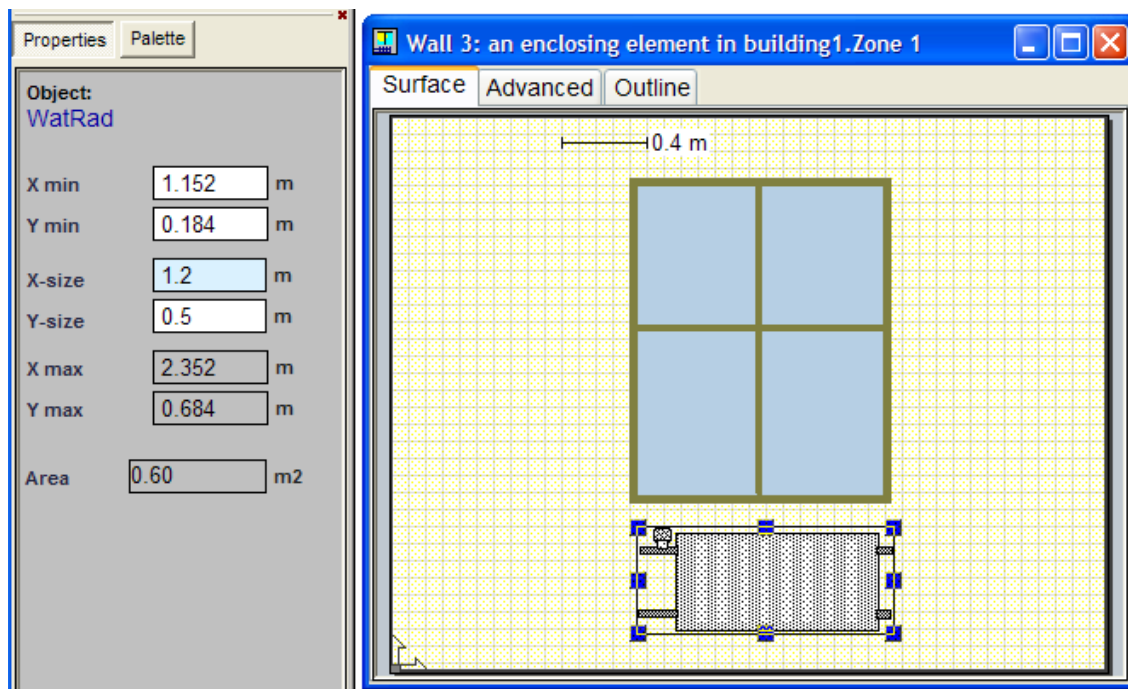 Properties Palette
Object:
WatRad
X min 1.152 m
Y min 0.184 m
X-size 1.2 m
Y-size 0.5 m
X max 2.352 m
Y max 0.684 m
Area 0.60 m2
Wall 3: an enclosing element in building1.Zone 1
Surface Advanced Outline
0.4 m